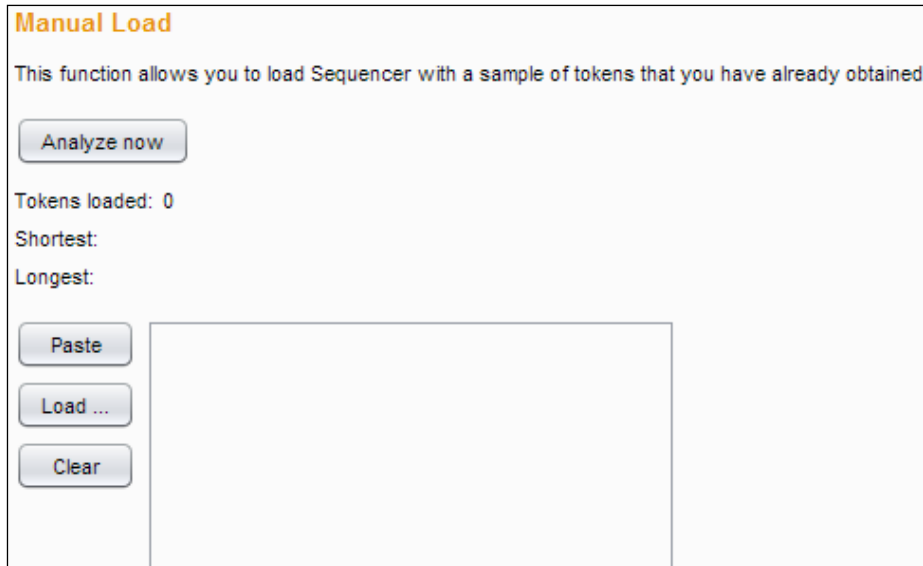 Manual Load
This function allows you to load Sequencer with a sample of tokens that you have already obtained
Analyze now
Tokens loaded: 0
Shortest:
Longest:
Paste
Load ...
Clear